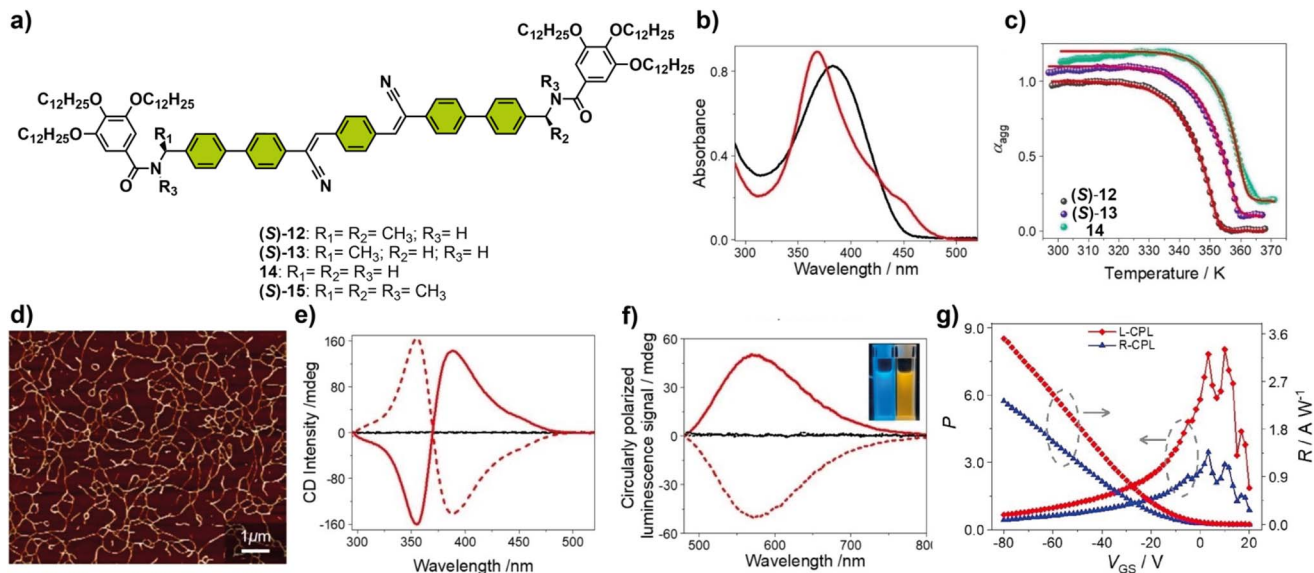 a)
OC₁₂H₂₅
C₁₂H₂₅O
OC₁₂H₂₅
R₃
N
O
R₂
N
OC₁₂H₂₅
C₁₂H₂₅O
C₁₂H₂₅O
R₁
O
N
R₃
N
(S)-12: R₁= R₂= CH₃; R₃= H
(S)-13: R₁= CH₃; R₂= H; R₃= H
14: R₁= R₂= R₃= H
(S)-15: R₁= R₂= R₃= CH₃
b)
Absorbance
0.8
0.4
0.0
300 400 500
Wavelength / nm
c)
αagg
1.0
0.5
0.0
(S)-12
(S)-13
14
300 310 320 330 340 350 360 370
Temperature / K
d)
1μm
e)
CD Intensity /mdeg
160
80
0
-80
-160
300 350 400 450 500
Wavelength /nm
f)
Circularly polarized
luminescence signal / mdeg
60
30
0
-30
-60
500 600 700 800
Wavelength / nm
g)
L-CPL
R-CPL
P
9.0
6.0
3.0
0.0
R / A W⁻¹
3.6
2.7
1.8
0.9
0.0
-80 -60 -40 -20 0 20
VGS / V